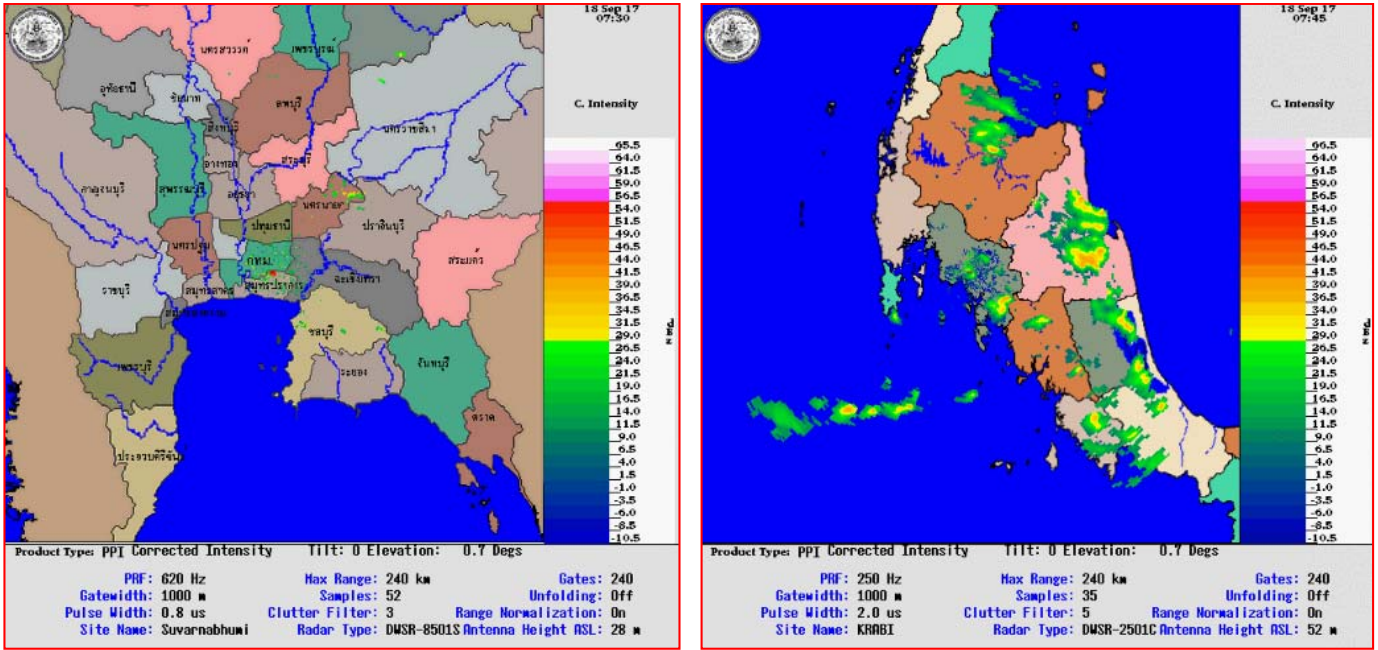 18 Sep 17
07:30
C. Intensity
นครสวรรค์
เพชรบูรณ์
อุทัยธานี
ชัยนาท
ลพบุรี
สิงห์บุรี
นครราชสีมา
อ่างทอง
สระบุรี
กาญจนบุรี
สุพรรณบุรี
อยุธยา
นครนายก
ปราจีนบุรี
ปทุมธานี
นครปฐม
สระแก้ว
กทม.
ฉะเชิงเทรา
ราชบุรี
สมุทรสาคร
สมุทรปราการ
ชลบุรี
เพชรบุรี
ระยอง
จันทบุรี
ตราด
ประจวบคีรีขันธ์
65.5
64.0
61.5
59.0
56.5
54.0
51.5
49.0
46.5
44.0
41.5
39.0
36.5
34.0
31.5
29.0
26.5
24.0
21.5
19.0
16.5
14.0
11.5
9.0
6.5
4.0
1.5
-1.0
-3.5
-6.0
-8.5
-10.5
Product Type: PPI Corrected Intensity Tilt: 0 Elevation: 0.7 Degs
PRF: 620 Hz Max Range: 240 km Gates: 240
Gatewidth: 1000 m Samples: 52 Unfolding: Off
Pulse Width: 0.8 us Clutter Filter: 3 Range Normalization: On
Site Name: Suvarnabhumi Radar Type: DWSR-8501S Antenna Height ASL: 28 m
18 Sep 17
07:45
C. Intensity
66.5
64.0
61.5
59.0
56.5
54.0
51.5
49.0
46.5
44.0
41.5
39.0
36.5
34.0
31.5
29.0
26.5
24.0
21.5
19.0
16.5
14.0
11.5
9.0
6.5
4.0
1.5
-1.0
-3.5
-6.0
-8.5
-10.5
Product Type: PPI Corrected Intensity Tilt: 0 Elevation: 0.7 Degs
PRF: 250 Hz Max Range: 240 km Gates: 240
Gatewidth: 1000 m Samples: 35 Unfolding: Off
Pulse Width: 2.0 us Clutter Filter: 5 Range Normalization: On
Site Name: KRABI Radar Type: DWSR-2501C Antenna Height ASL: 52 m